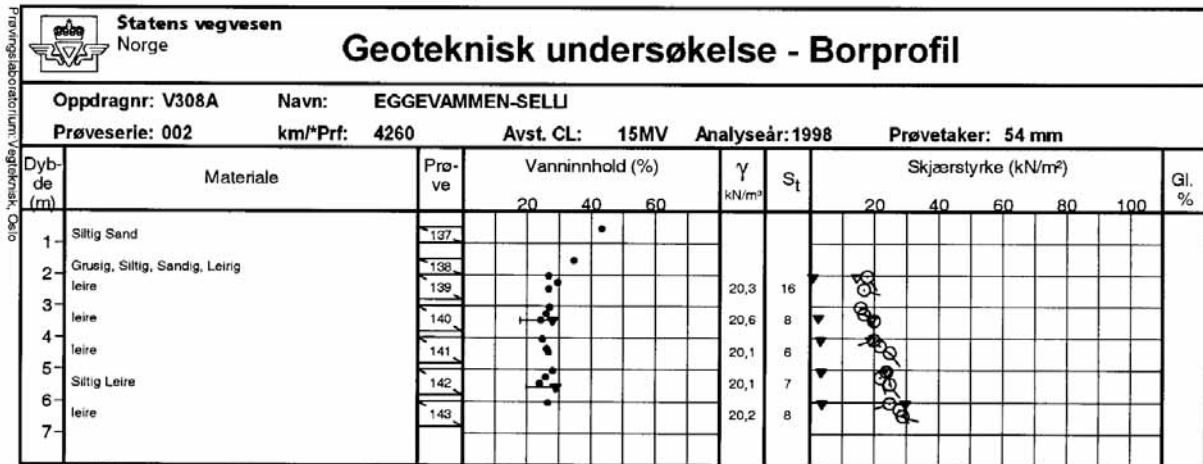 Prøvingslaboratorium: Vegteknisk, Oslo
Statens vegvesen
Norge
Geoteknisk undersøkelse - Borprofil
Oppdragnr: V308A Navn: EGGEVAMMEN-SELLI
Prøveserie: 002 km/*Prf: 4260 Avst. CL: 15MV Analyseår: 1998 Prøvetaker: 54 mm
Dyb-
de
(m)
Materiale
Prø-
ve
Vanninnhold (%)
20 40 60
γ
kN/m³
St
Skjærstyrke (kN/m²)
20 40 60 80 100
Gl.
%
Siltig Sand 137
1
Grusig, Siltig, Sandig, Leirig 138
2
leire 139 20,3 16
3
leire 140 20,6 8
4
leire 141 20,1 6
5
Siltig Leire 142 20,1 7
6
leire 143 20,2 8
7